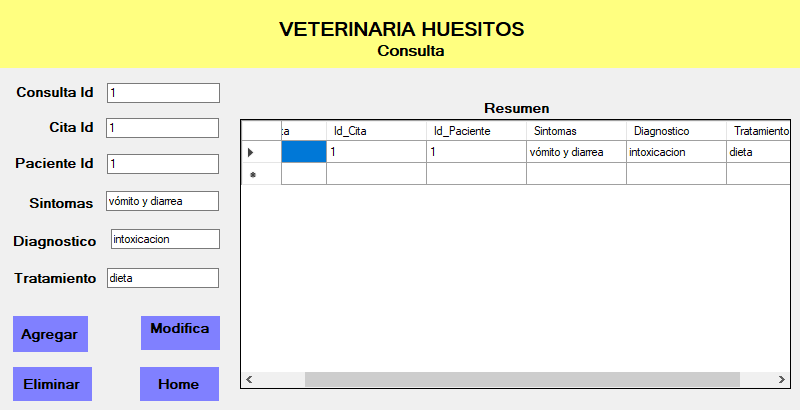 VETERINARIA HUESITOS
Consulta
Consulta Id 1
Cita Id 1
Paciente Id 1
Sintomas vómito y diarrea
Diagnostico intoxicacion
Tratamiento dieta
Agregar Modifica
Eliminar Home
Resumen
ta Id_Cita Id_Paciente Sintomas Diagnostico Tratamiento
1 1 vómito y diarrea intoxicacion dieta